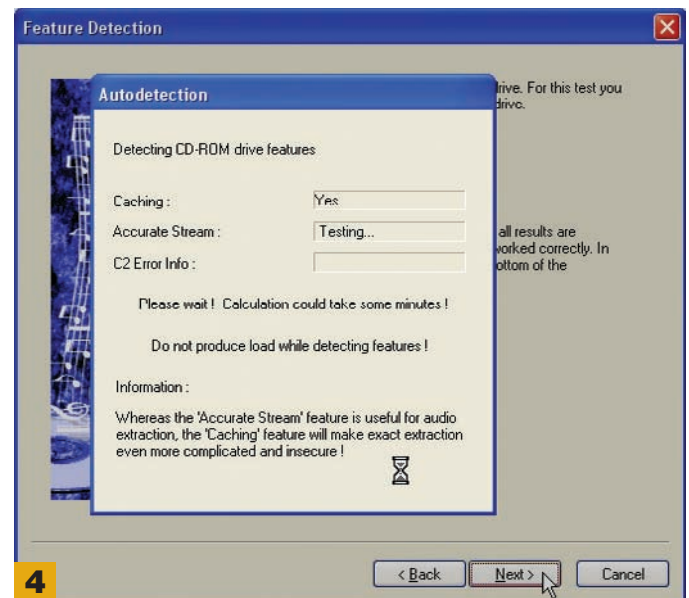 Feature Detection
drive. For this test you
drive.
Autodetection
Detecting CD-ROM drive features
Caching : Yes
Accurate Stream : Testing...
C2 Error Info :
Please wait ! Calculation could take some minutes !
Do not produce load while detecting features !
Information :
Whereas the 'Accurate Stream' feature is useful for audio
extraction, the 'Caching' feature will make exact extraction
even more complicated and insecure !
all results are
worked correctly. In
ottom of the
4
< Back Next > Cancel